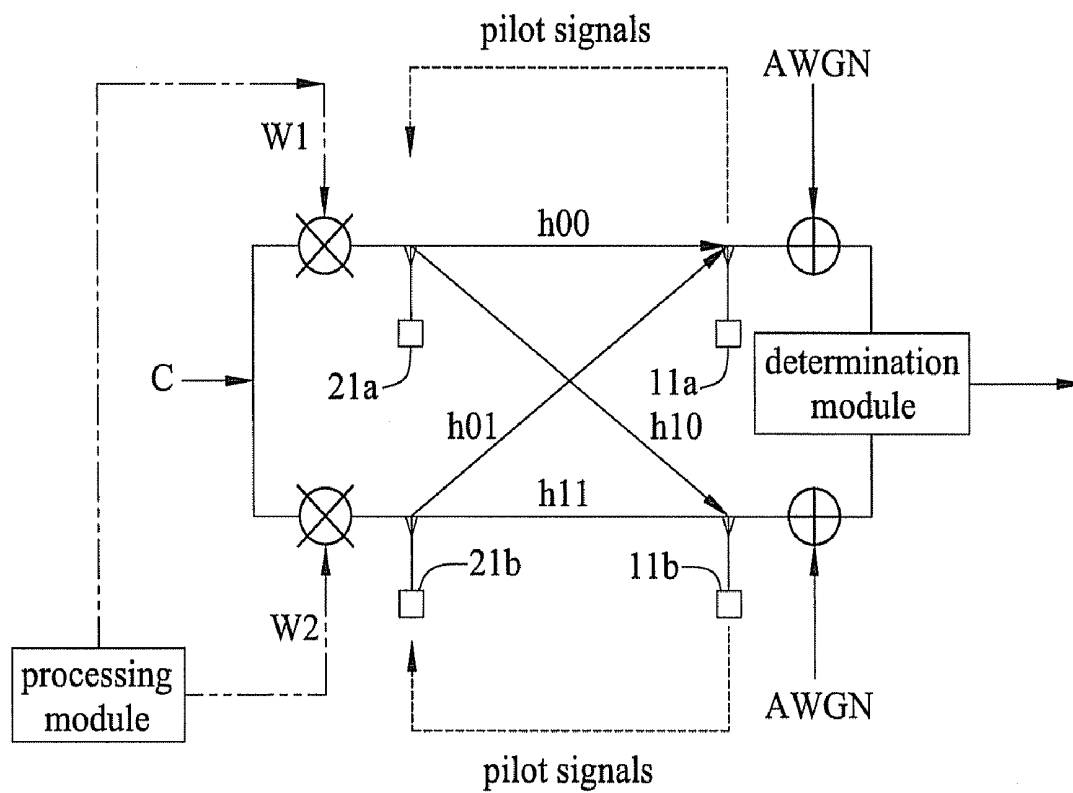 pilot signals
AWGN
W1
h00
21a
11a
C
determination
module
h01
h10
h11
21b
11b
W2
processing
module
AWGN
pilot signals